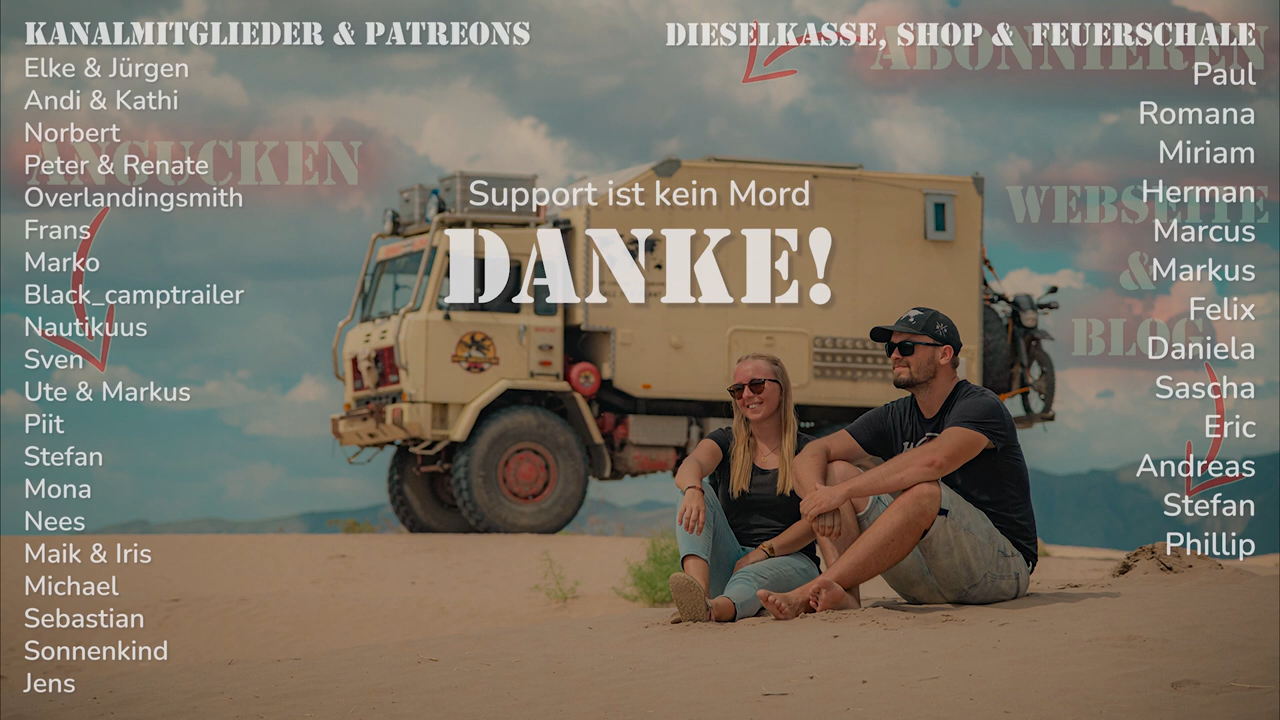 KANALMITGLIEDER & PATREONS
Elke & Jürgen
Andi & Kathi
Norbert
Peter & Renate
Overlandingsmith
Frans
Marko
Black_camptrailer
Nautikuus
Sven
Ute & Markus
Piit
Stefan
Mona
Nees
Maik & Iris
Michael
Sebastian
Sonnenkind
Jens
ANGUCKEN
Support ist kein Mord
DANKE!
DIESELKASSE, SHOP & FEUERSCHALE
Paul
Romana
Miriam
Herman
Marcus
Markus
Felix
Daniela
Sascha
Eric
Andreas
Stefan
Phillip
ABONNIEREN
WEBSEITE
&
BLOG